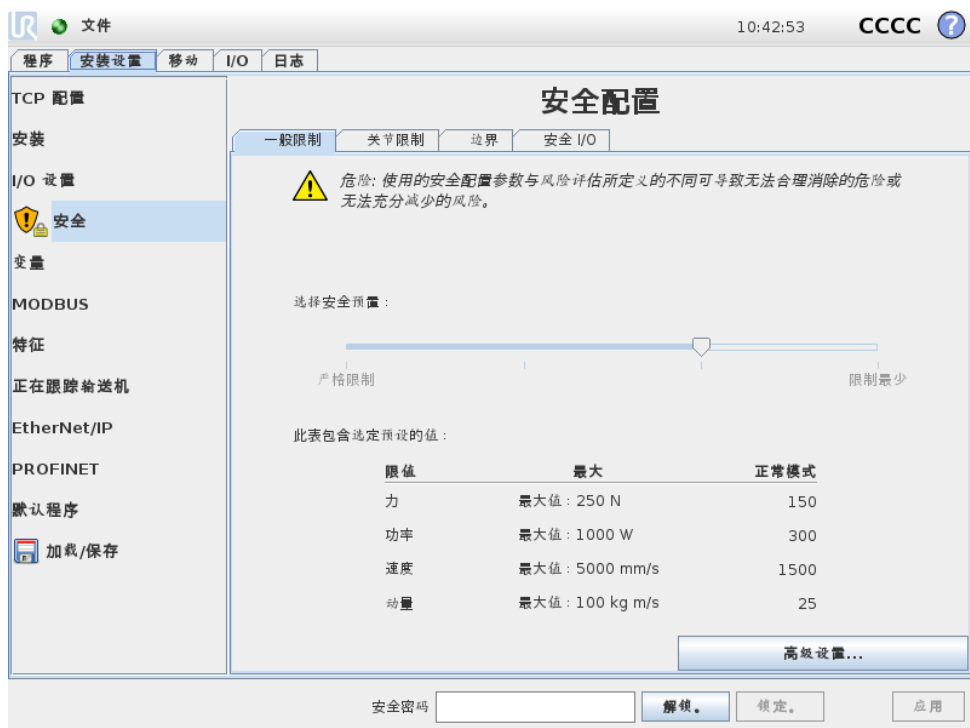 UR 文件 10:42:53 CCCC ?
程序 安装设置 移动 I/O 日志
TCP 配置
安装
I/O 设置
安全
变量
MODBUS
特征
正在跟踪输送机
EtherNet/IP
PROFINET
默认程序
加载/保存
安全配置
一般限制 关节限制 边界 安全 I/O
危险: 使用的安全配置参数与风险评估所定义的不同可导致无法合理消除的危险或
无法充分减少的风险。
选择安全预置：
严格限制 限制最少
此表包含选定预设的值：
限值 最大 正常模式
力 最大值：250 N 150
功率 最大值：1000 W 300
速度 最大值：5000 mm/s 1500
动量 最大值：100 kg m/s 25
高级设置...
安全密码 解锁。 锁定。 应用